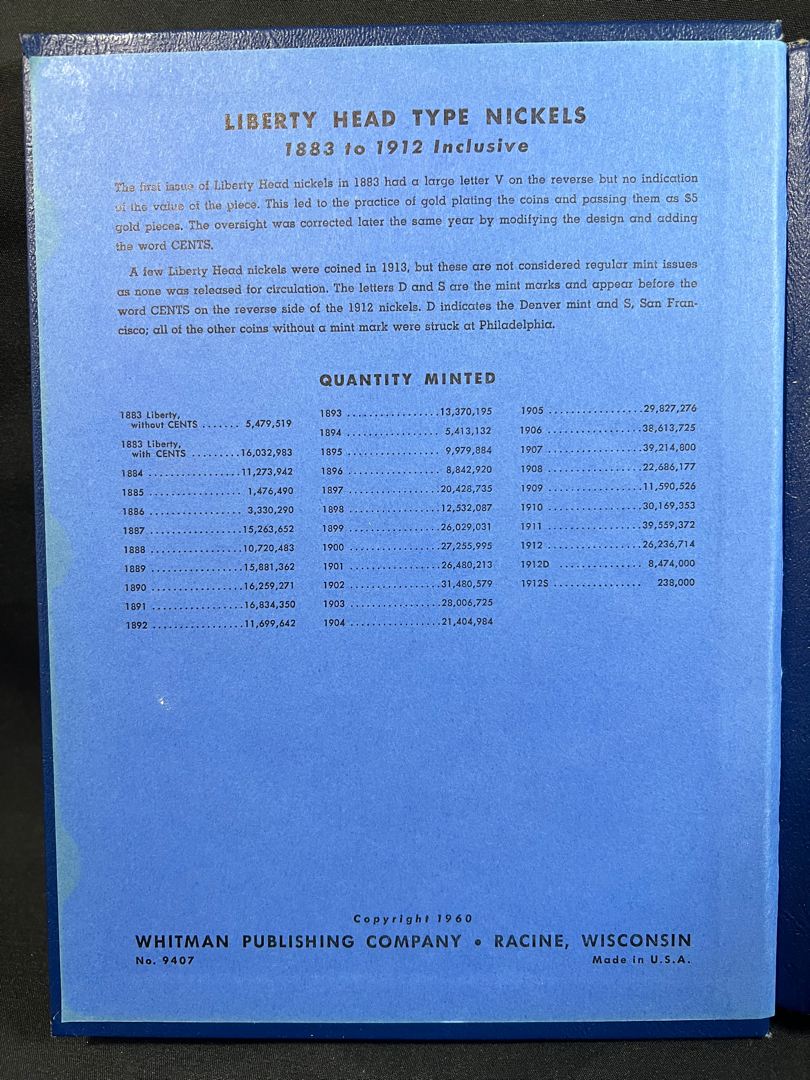 LIBERTY HEAD TYPE NICKELS
1883 to 1912 Inclusive
The first issue of Liberty Head nickels in 1883 had a large letter V on the reverse but no indication
of the value of the piece. This led to the practice of gold plating the coins and passing them as $5
gold pieces. The oversight was corrected later the same year by modifying the design and adding
the word CENTS.
A few Liberty Head nickels were coined in 1913, but these are not considered regular mint issues
as none was released for circulation. The letters D and S are the mint marks and appear before the
word CENTS on the reverse side of the 1912 nickels. D indicates the Denver mint and S, San Fran-
cisco; all of the other coins without a mint mark were struck at Philadelphia.
QUANTITY MINTED
1883 Liberty,
without CENTS ....... 5,479,519
1883 Liberty,
with CENTS .........16,032,983
1884 .................11,273,942
1885 ................. 1,476,490
1886 ................. 3,330,290
1887 .................15,263,652
1888 .................10,720,483
1889 .................15,881,362
1890 .................16,259,271
1891 .................16,834,350
1892 .................11,699,642
1893 .................13,370,195
1894 ................. 5,413,132
1895 ................. 9,979,884
1896 ................. 8,842,920
1897 .................20,428,735
1898 .................12,532,087
1899 .................26,029,031
1900 .................27,255,995
1901 .................26,480,213
1902 .................31,480,579
1903 .................28,006,725
1904 .................21,404,984
1905 .................29,827,276
1906 .................38,613,725
1907 .................39,214,800
1908 .................22,686,177
1909 .................11,590,526
1910 .................30,169,353
1911 .................39,559,372
1912 .................26,236,714
1912D ............... 8,474,000
1912S ................ 238,000
Copyright 1960
WHITMAN PUBLISHING COMPANY • RACINE, WISCONSIN
No. 9407 Made in U.S.A.